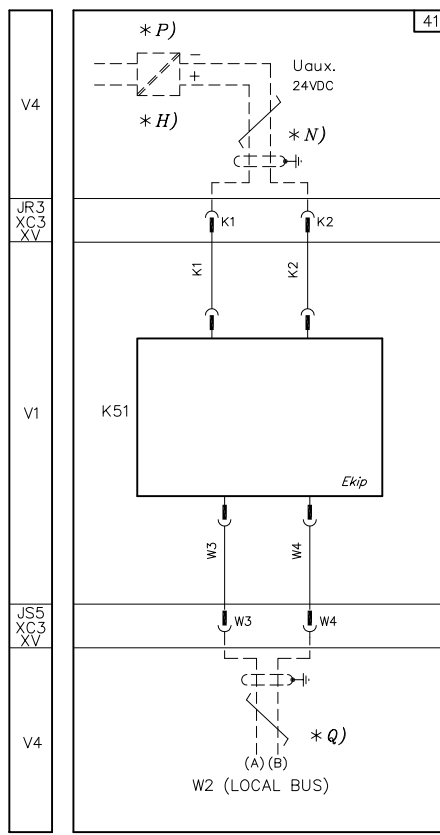 41
* P)
−
+
Uaux.
24VDC
V4
* H)
* N)
JR3
XC3
XV
K1
K2
K1
K2
V1
K51
Ekip
W3
W4
JS5
XC3
XV
W3
W4
V4
* Q)
(A) (B)
W2 (LOCAL BUS)